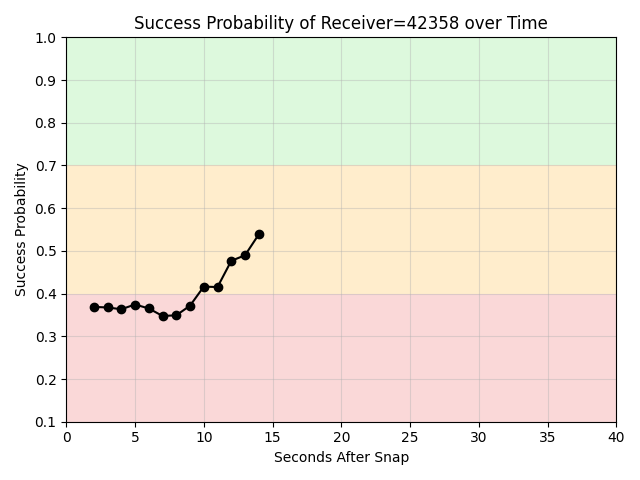 Success Probability of Receiver=42358 over Time
1.0
0.9
0.8
0.7
0.6
0.5
0.4
0.3
0.2
0.1
Success Probability
0 5 10 15 20 25 30 35 40
Seconds After Snap